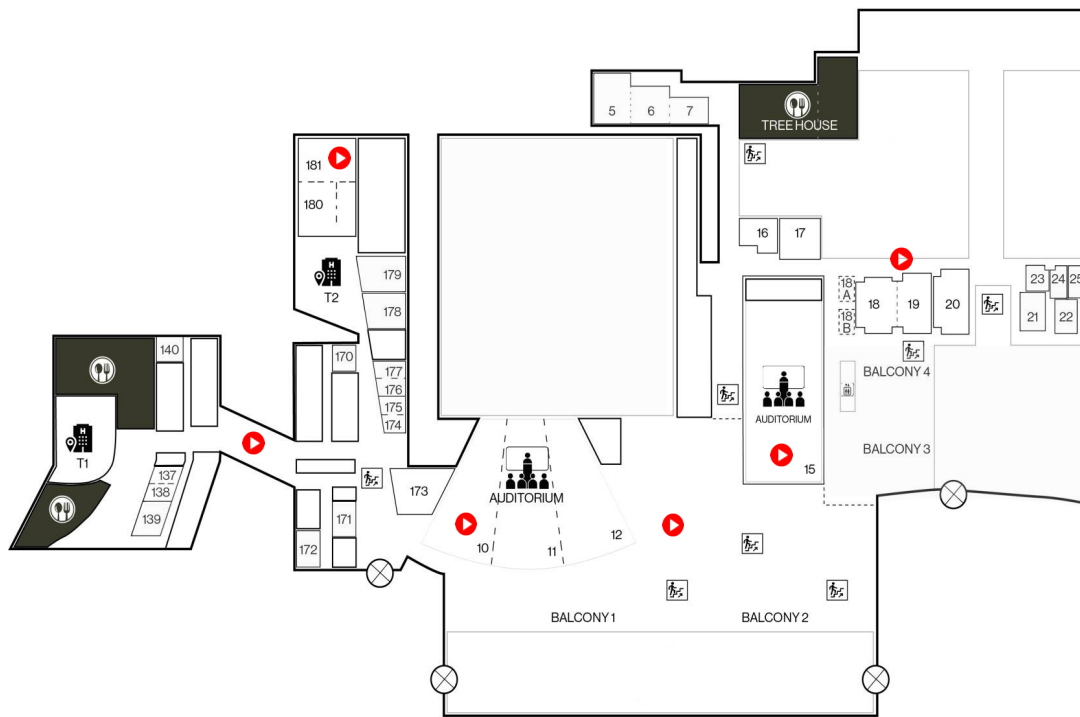 5
6
7
TREE HOUSE
181
180
16
17
179
T2
178
18 A
18
19
20
23
24
25
21
22
18 B
140
170
177
176
175
174
BALCONY 4
AUDITORIUM
T1
BALCONY 3
15
137
138
139
173
AUDITORIUM
171
172
10
11
12
BALCONY 1
BALCONY 2
H
H